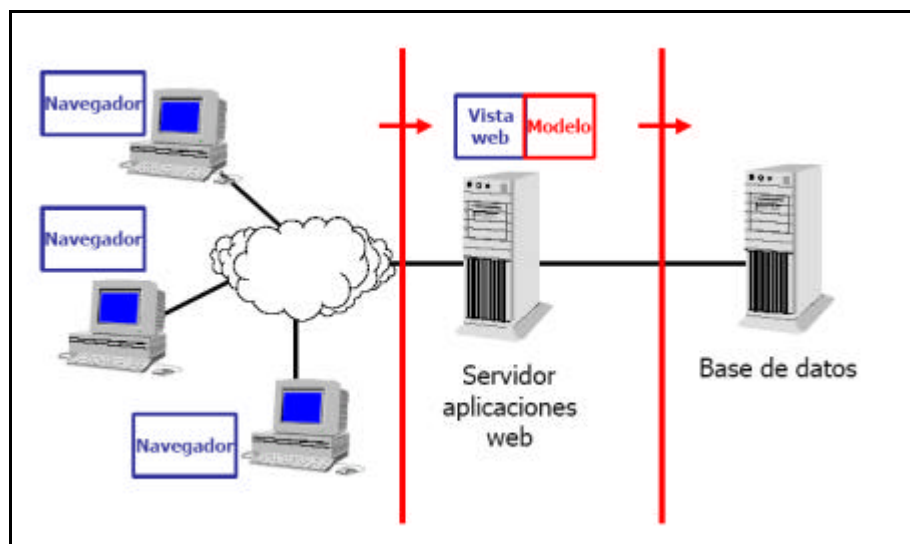 Navegador
Navegador
Navegador
Vista
web
Modelo
Servidor
aplicaciones
web
Base de datos